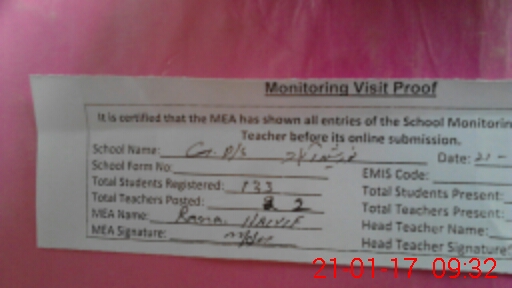 Monitoring Visit Proof
It is certified that the MEA has shown all entries of the School Monitorin
Teacher before its online submission.
School Name: Date: 21-
School Form No: EMIS Code:
Total Students Registered: 133 Total Students Present:
Total Teachers Posted: 2 Total Teachers Present:
MEA Name: Rana Head Teacher Name:
MEA Signature: Head Teacher Signature:
21-01-17 09:32